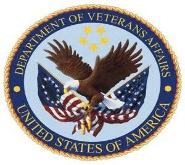 DEPARTMENT OF VETERANS AFFAIRS
UNITED STATES OF AMERICA